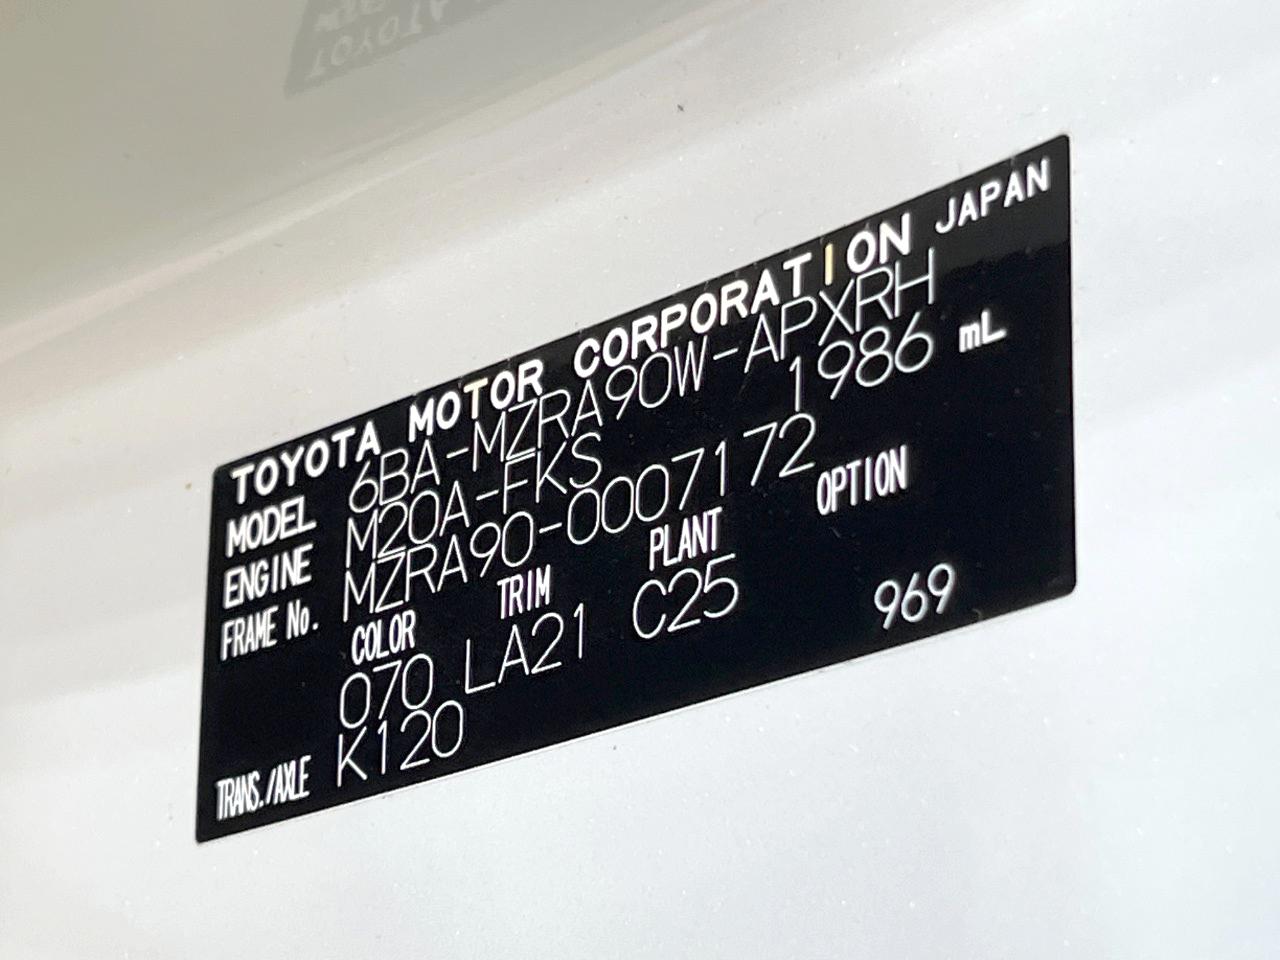 TOYOTA MOTOR CORPORATION JAPAN
MODEL 6BA-MZRA90W-APXRH
ENGINE M20A-FKS 1986 mL
FRAME No. MZRA90-0007172
COLOR TRIM PLANT OPTION
070 LA21 C25 969
TRANS./AXLE K120